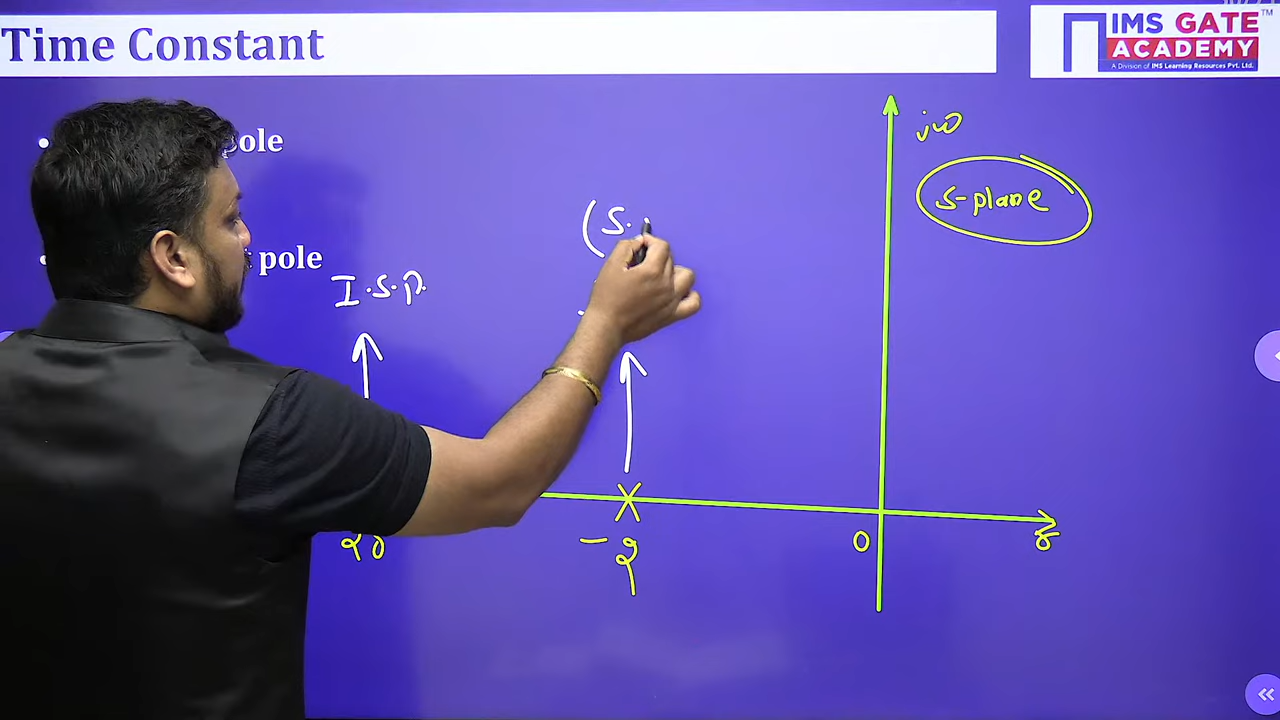 Time Constant
IMS GATE
ACADEMY
TM
A Division of IMS Learning Resources Pvt. Ltd.
pole
pole
jω
s-plane
(S.
I.S.P.
-2
20
0
σ